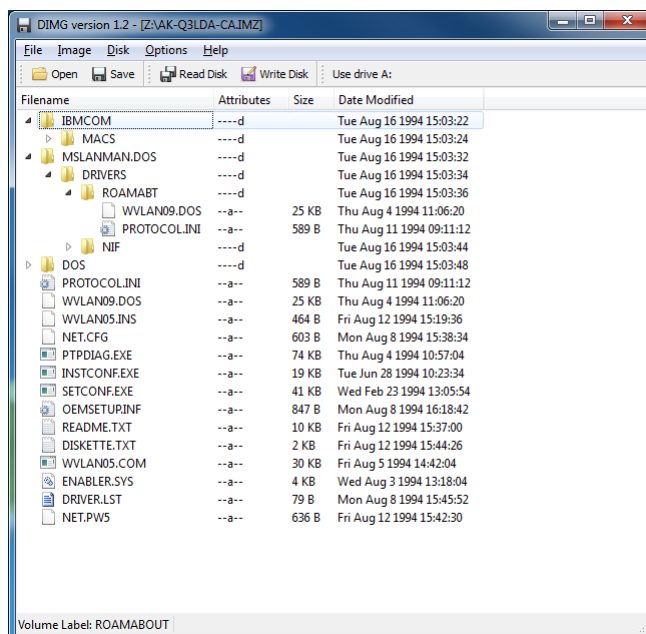 DIMG version 1.2 - [Z:\AK-Q3LDA-CA.IMZ]
File Image Disk Options Help
Open Save Read Disk Write Disk Use drive A:
Filename Attributes Size Date Modified
IBMCOM ----d Tue Aug 16 1994 15:03:22
MACS ----d Tue Aug 16 1994 15:03:24
MSLANMAN.DOS ----d Tue Aug 16 1994 15:03:32
DRIVERS ----d Tue Aug 16 1994 15:03:34
ROAMABT ----d Tue Aug 16 1994 15:03:36
WVLAN09.DOS --a-- 25 KB Thu Aug 4 1994 11:06:20
PROTOCOL.INI --a-- 589 B Thu Aug 11 1994 09:11:12
NIF ----d Tue Aug 16 1994 15:03:44
DOS ----d Tue Aug 16 1994 15:03:48
PROTOCOL.INI --a-- 589 B Thu Aug 11 1994 09:11:12
WVLAN09.DOS --a-- 25 KB Thu Aug 4 1994 11:06:20
WVLAN05.INS --a-- 464 B Fri Aug 12 1994 15:19:36
NET.CFG --a-- 603 B Mon Aug 8 1994 15:38:34
PTPDIAG.EXE --a-- 74 KB Thu Aug 4 1994 10:57:04
INSTCONF.EXE --a-- 19 KB Tue Jun 28 1994 10:23:34
SETCONF.EXE --a-- 41 KB Wed Feb 23 1994 13:05:54
OEMSETUP.INF --a-- 847 B Mon Aug 8 1994 16:18:42
README.TXT --a-- 10 KB Fri Aug 12 1994 15:37:00
DISKETTE.TXT --a-- 2 KB Fri Aug 12 1994 15:44:26
WVLAN05.COM --a-- 30 KB Fri Aug 5 1994 14:42:04
ENABLER.SYS --a-- 4 KB Wed Aug 3 1994 13:18:04
DRIVER.LST --a-- 79 B Mon Aug 8 1994 15:45:52
NET.PW5 --a-- 636 B Fri Aug 12 1994 15:42:30
Volume Label: ROAMABOUT